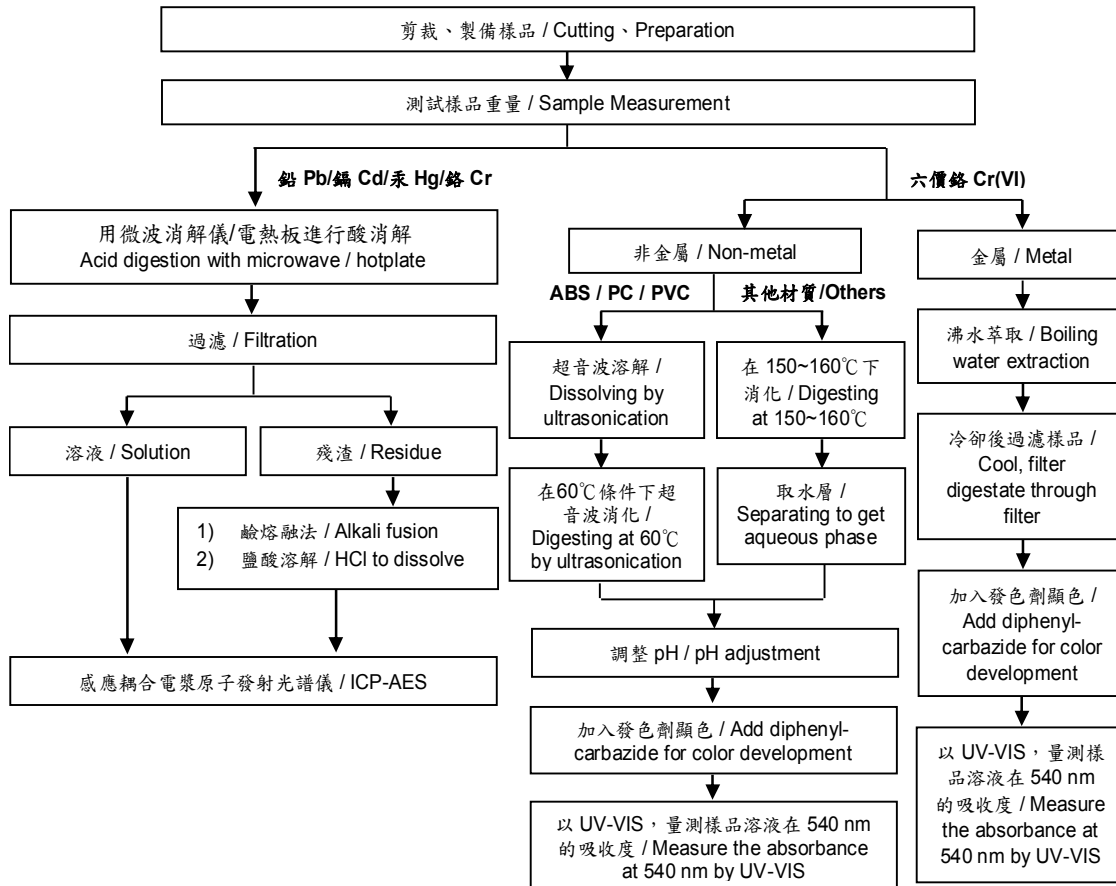 剪裁、製備樣品 / Cutting、Preparation
測試樣品重量 / Sample Measurement
鉛 Pb/鎘 Cd/汞 Hg/鉻 Cr
用微波消解儀/電熱板進行酸消解
Acid digestion with microwave / hotplate
過濾 / Filtration
溶液 / Solution
殘渣 / Residue
1) 鹼熔融法 / Alkali fusion
2) 鹽酸溶解 / HCl to dissolve
感應耦合電漿原子發射光譜儀 / ICP-AES
六價鉻 Cr(VI)
非金屬 / Non-metal
ABS / PC / PVC
超音波溶解 /
Dissolving by
ultrasonication
在60℃條件下超
音波消化 /
Digesting at 60℃
by ultrasonication
其他材質/Others
在 150~160℃下
消化 / Digesting
at 150~160℃
取水層 /
Separating to get
aqueous phase
調整 pH / pH adjustment
加入發色劑顯色 / Add diphenyl-
carbazide for color development
以 UV-VIS，量測樣品溶液在 540 nm
的吸收度 / Measure the absorbance
at 540 nm by UV-VIS
金屬 / Metal
沸水萃取 / Boiling
water extraction
冷卻後過濾樣品 /
Cool, filter
digestate through
filter
加入發色劑顯色 /
Add diphenyl-
carbazide for color
development
以 UV-VIS，量測樣
品溶液在 540 nm
的吸收度 / Measure
the absorbance at
540 nm by UV-VIS